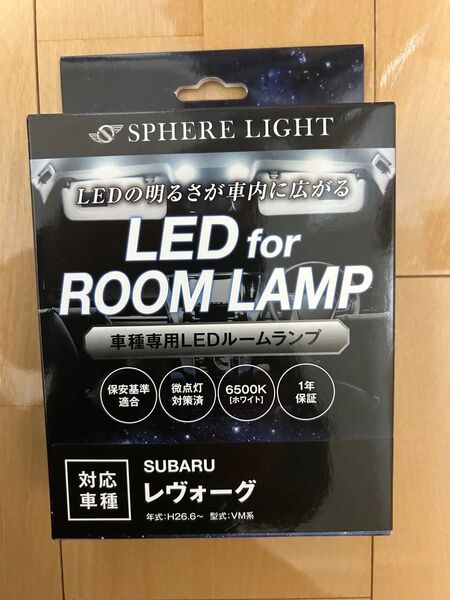 SPHERE LIGHT
LEDの明るさが車内に広がる
LED for
ROOM LAMP
車種専用LEDルームランプ
保安基準
適合
微点灯
対策済
6500K
[ホワイト]
1年
保証
対応
車種
SUBARU
レヴォーグ
年式:H26.6~ 型式:VM系